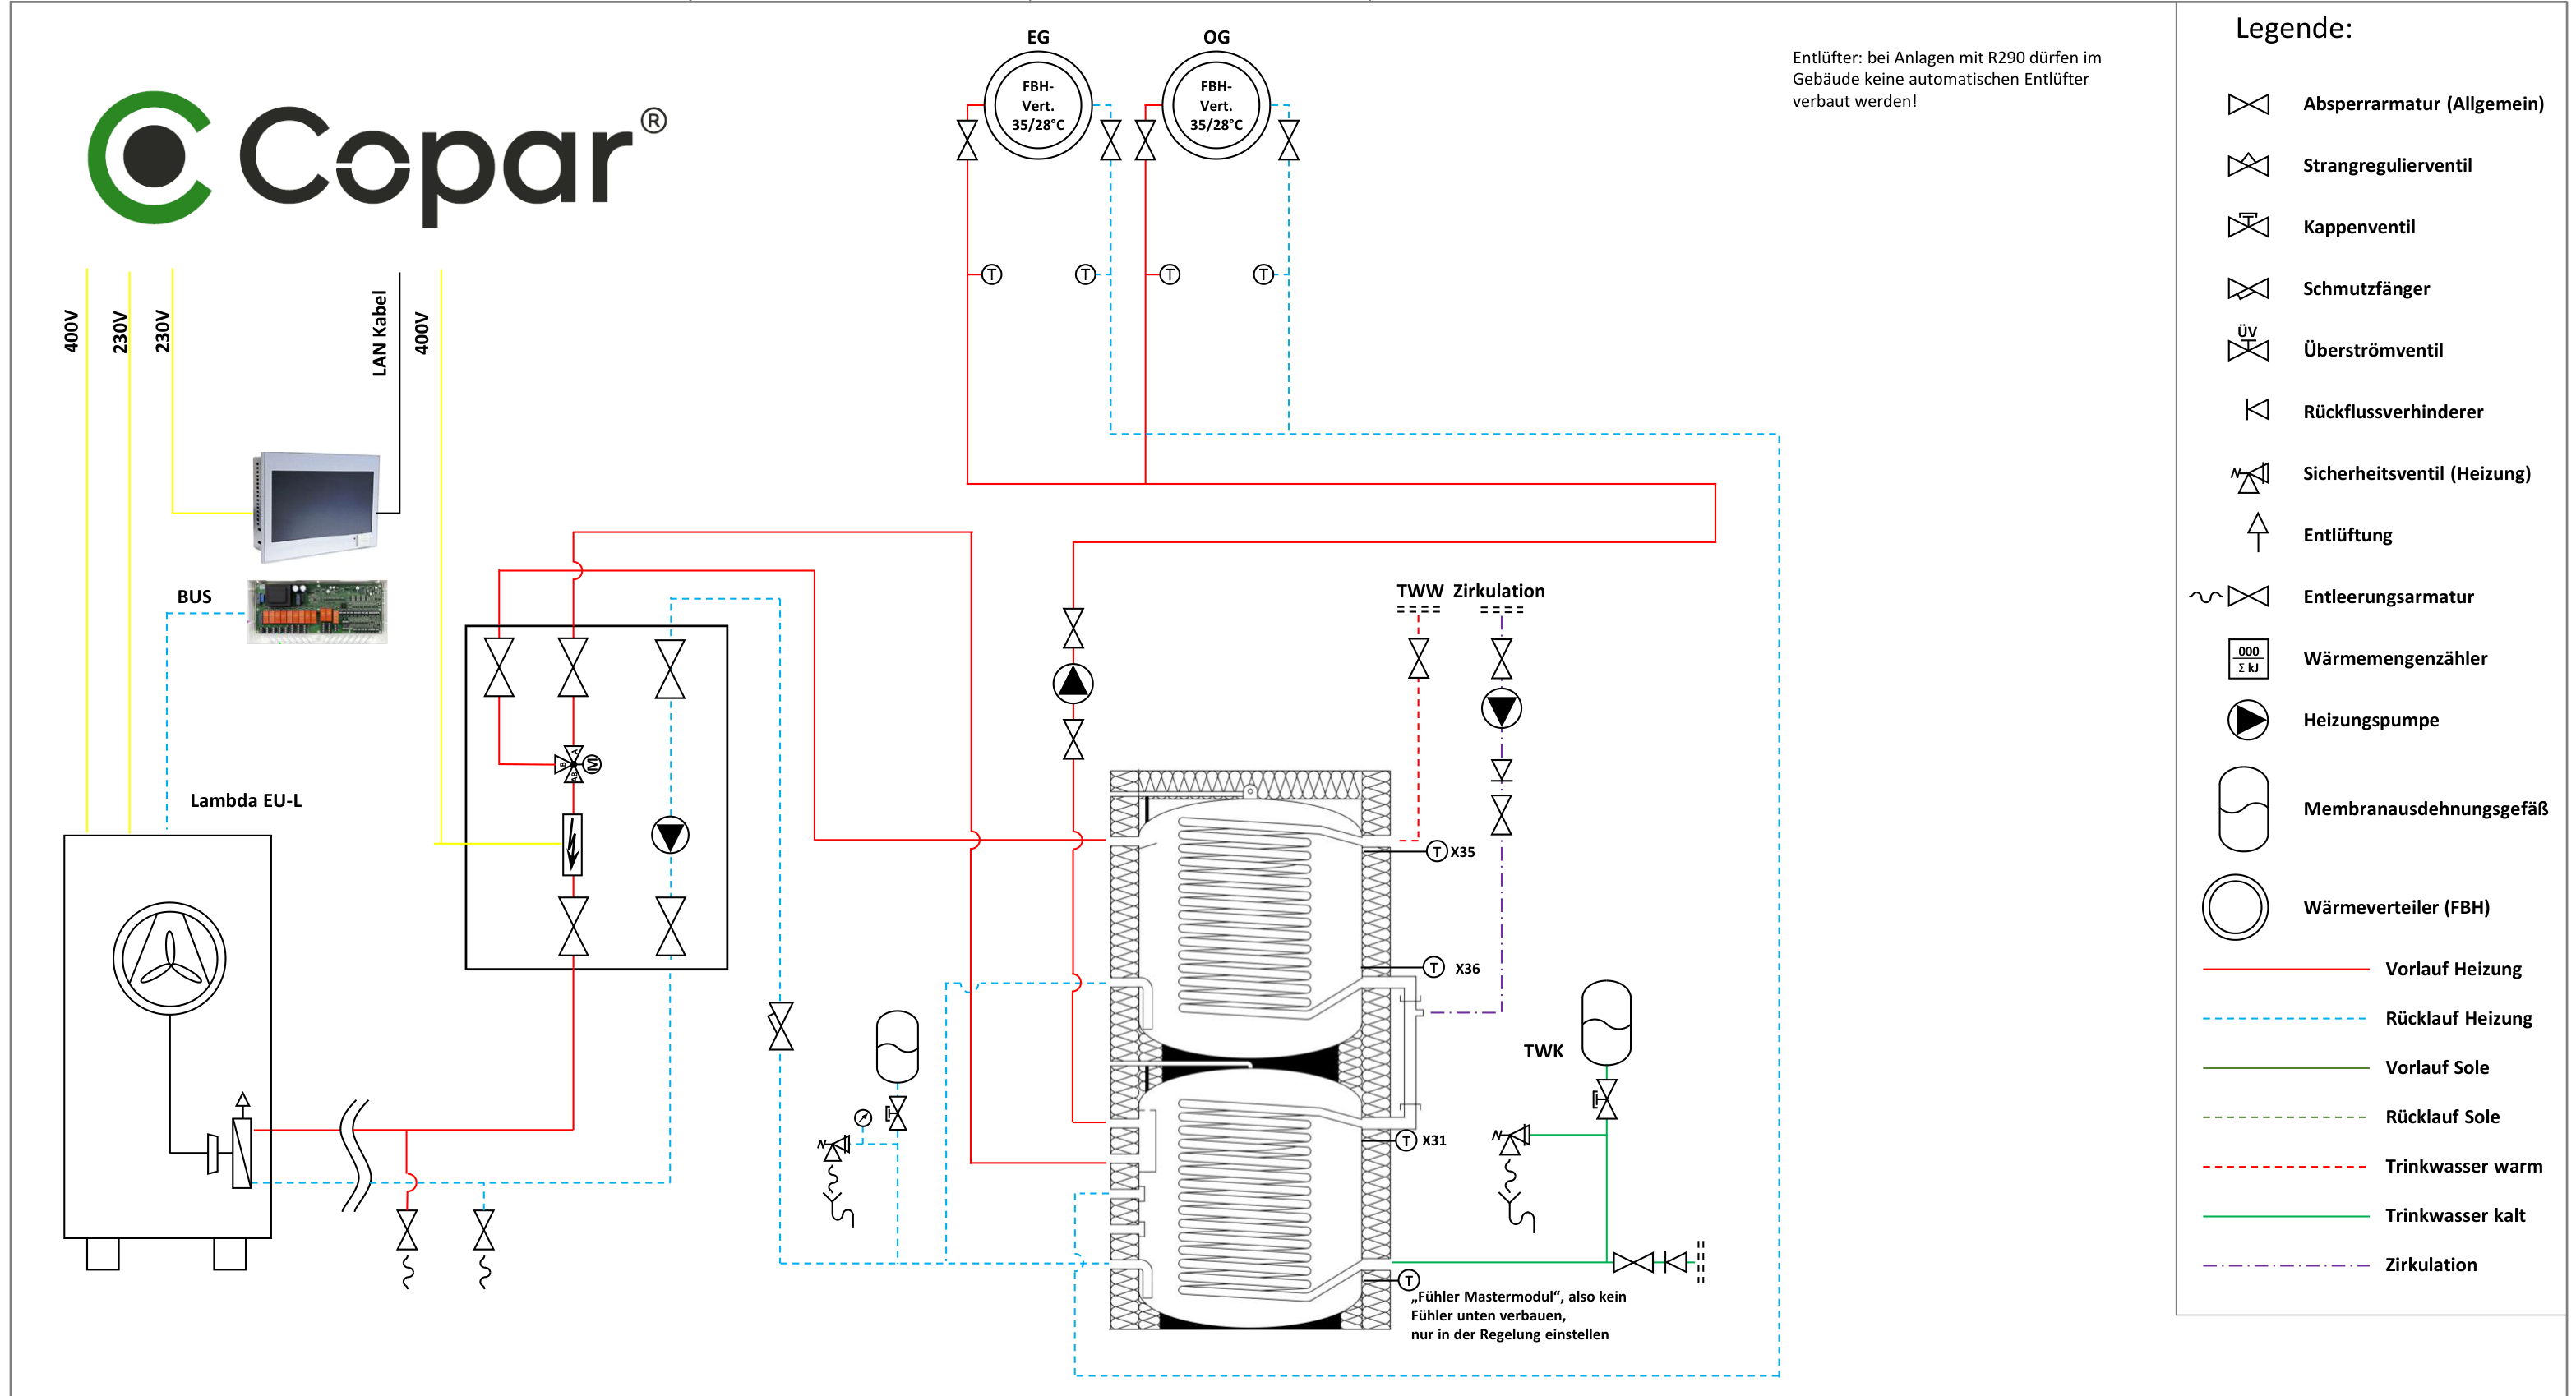 Copar®
EG
OG
FBH-
Vert.
35/28°C
FBH-
Vert.
35/28°C
T
T
T
T
Entlüfter: bei Anlagen mit R290 dürfen im
Gebäude keine automatischen Entlüfter
verbaut werden!
400V
230V
230V
LAN Kabel
400V
BUS
Lambda EU-L
A
B
AB
M
TWW Zirkulation
T X35
T X36
T X31
TWK
T
„Fühler Mastermodul“, also kein
Fühler unten verbauen,
nur in der Regelung einstellen
Legende:
Absperrarmatur (Allgemein)
Strangregulierventil
Kappenventil
Schmutzfänger
ÜV
Überströmventil
Rückflussverhinderer
Sicherheitsventil (Heizung)
Entlüftung
Entleerungsarmatur
000
Σ kJ
Wärmemengenzähler
Heizungspumpe
Membranausdehnungsgefäß
Wärmeverteiler (FBH)
Vorlauf Heizung
Rücklauf Heizung
Vorlauf Sole
Rücklauf Sole
Trinkwasser warm
Trinkwasser kalt
Zirkulation